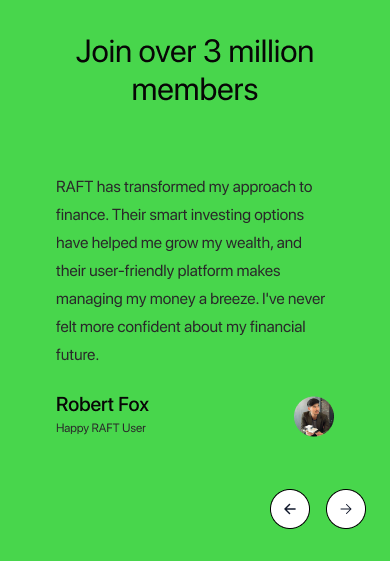 Join over 3 million
members
RAFT has transformed my approach to
finance. Their smart investing options
have helped me grow my wealth, and
their user-friendly platform makes
managing my money a breeze. I've never
felt more confident about my financial
future.
Robert Fox
Happy RAFT User